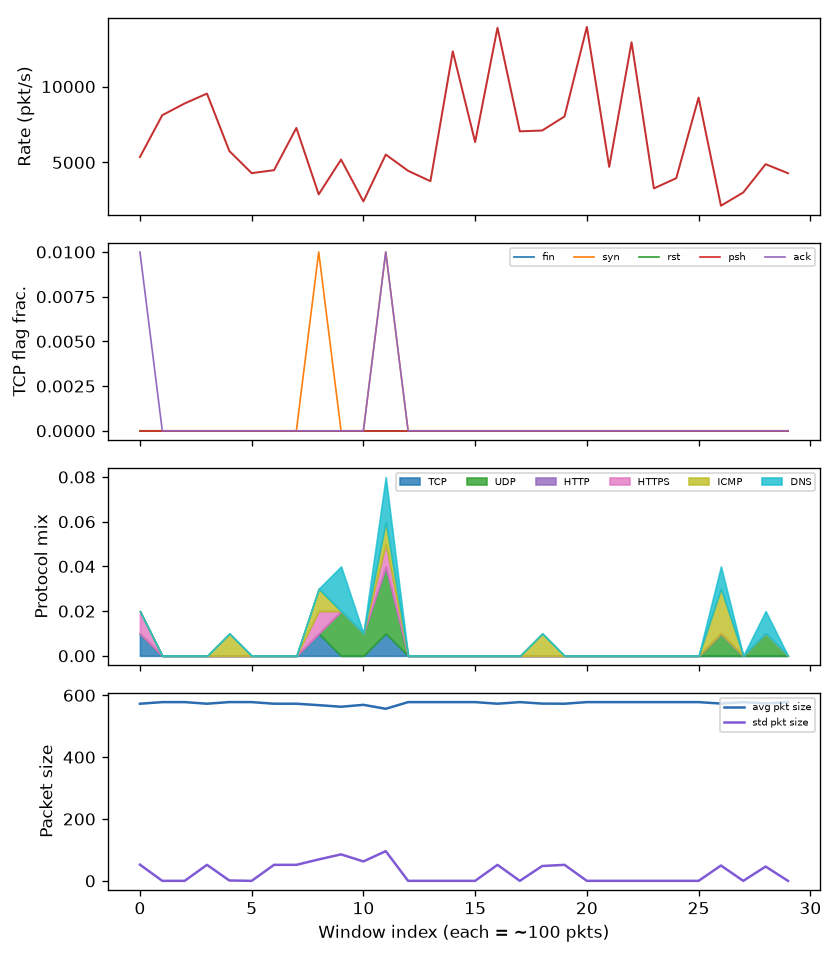 Rate (pkt/s)
10000
5000
TCP flag frac.
0.0100
0.0075
0.0050
0.0025
0.0000
fin syn rst psh ack
Protocol mix
0.08
0.06
0.04
0.02
0.00
TCP UDP HTTP HTTPS ICMP DNS
Packet size
600
400
200
0
avg pkt size
std pkt size
0 5 10 15 20 25 30
Window index (each = ~100 pkts)